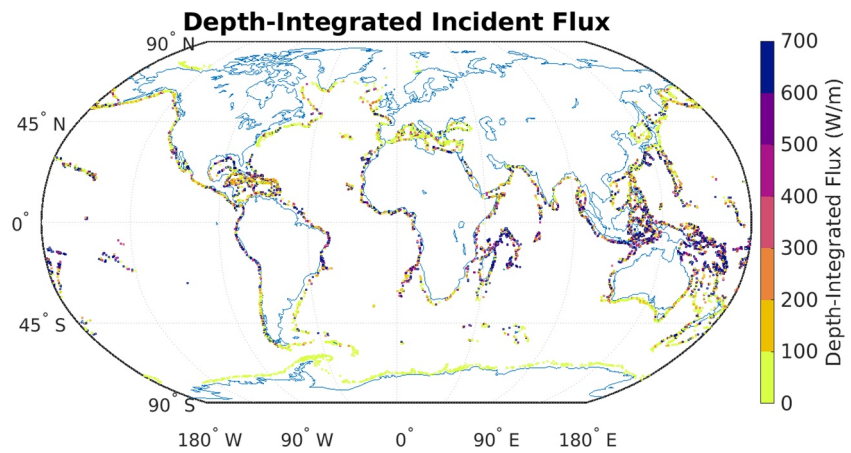 Depth-Integrated Incident Flux
90° N
45° N
0°
45° S
90° S
180° W 90° W 0° 90° E 180° E
700
600
500
400
300
200
100
0
Depth-Integrated Flux (W/m)